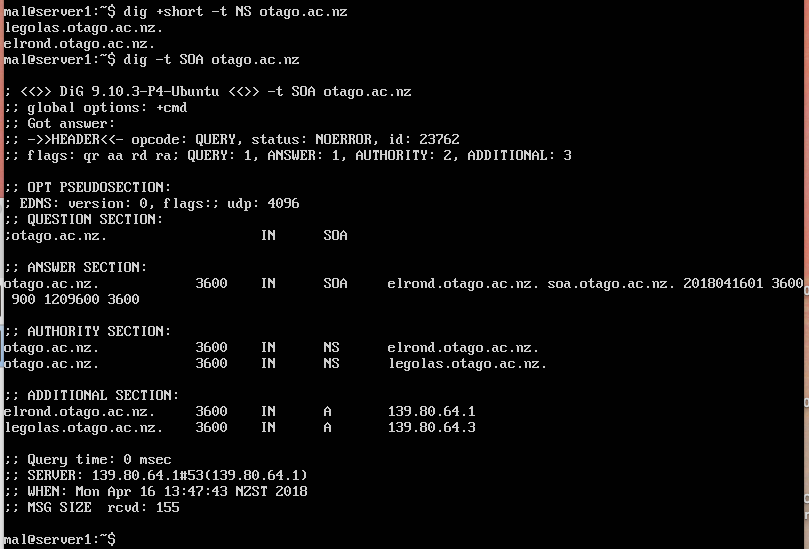 mal@server1:~$ dig +short -t NS otago.ac.nz
legolas.otago.ac.nz.
elrond.otago.ac.nz.
mal@server1:~$ dig -t SOA otago.ac.nz

; <<>> DiG 9.10.3-P4-Ubuntu <<>> -t SOA otago.ac.nz
;; global options: +cmd
;; Got answer:
;; ->>HEADER<<- opcode: QUERY, status: NOERROR, id: 23762
;; flags: qr aa rd ra; QUERY: 1, ANSWER: 1, AUTHORITY: 2, ADDITIONAL: 3

;; OPT PSEUDOSECTION:
; EDNS: version: 0, flags:; udp: 4096
;; QUESTION SECTION:
;otago.ac.nz.                   IN      SOA

;; ANSWER SECTION:
otago.ac.nz.            3600    IN      SOA     elrond.otago.ac.nz. soa.otago.ac.nz. 2018041601 3600
 900 1209600 3600

;; AUTHORITY SECTION:
otago.ac.nz.            3600    IN      NS      elrond.otago.ac.nz.
otago.ac.nz.            3600    IN      NS      legolas.otago.ac.nz.

;; ADDITIONAL SECTION:
elrond.otago.ac.nz.     3600    IN      A       139.80.64.1
legolas.otago.ac.nz.    3600    IN      A       139.80.64.3

;; Query time: 0 msec
;; SERVER: 139.80.64.1#53(139.80.64.1)
;; WHEN: Mon Apr 16 13:47:43 NZST 2018
;; MSG SIZE  rcvd: 155

mal@server1:~$